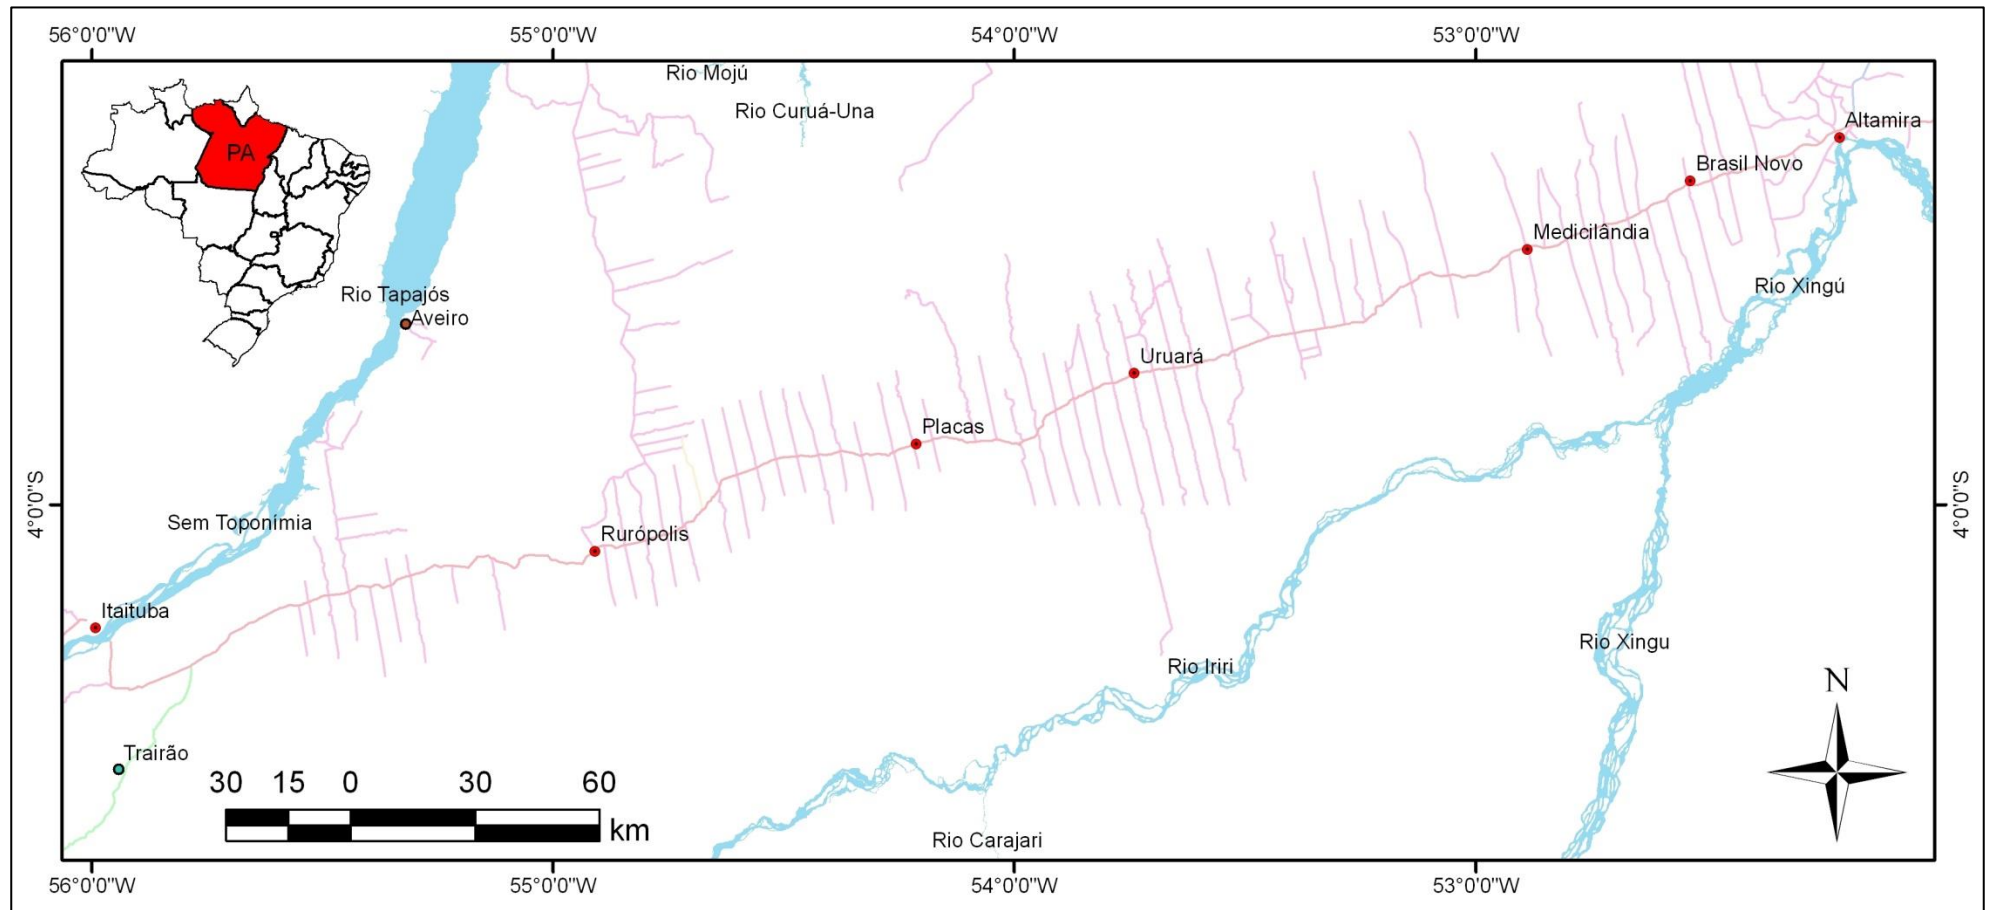 56°0'0"W 55°0'0"W 54°0'0"W 53°0'0"W
Rio Mojú
Rio Curuá-Una
Altamira
PA
Brasil Novo
Medicilândia
Rio Xingú
Rio Tapajós
Aveiro
Uruará
Placas
4°0'0"S
4°0'0"S
Sem Toponímia
Rurópolis
Itaituba
Rio Xingu
Rio Iriri
N
Trairão
30 15 0 30 60
km
Rio Carajari
56°0'0"W 55°0'0"W 54°0'0"W 53°0'0"W